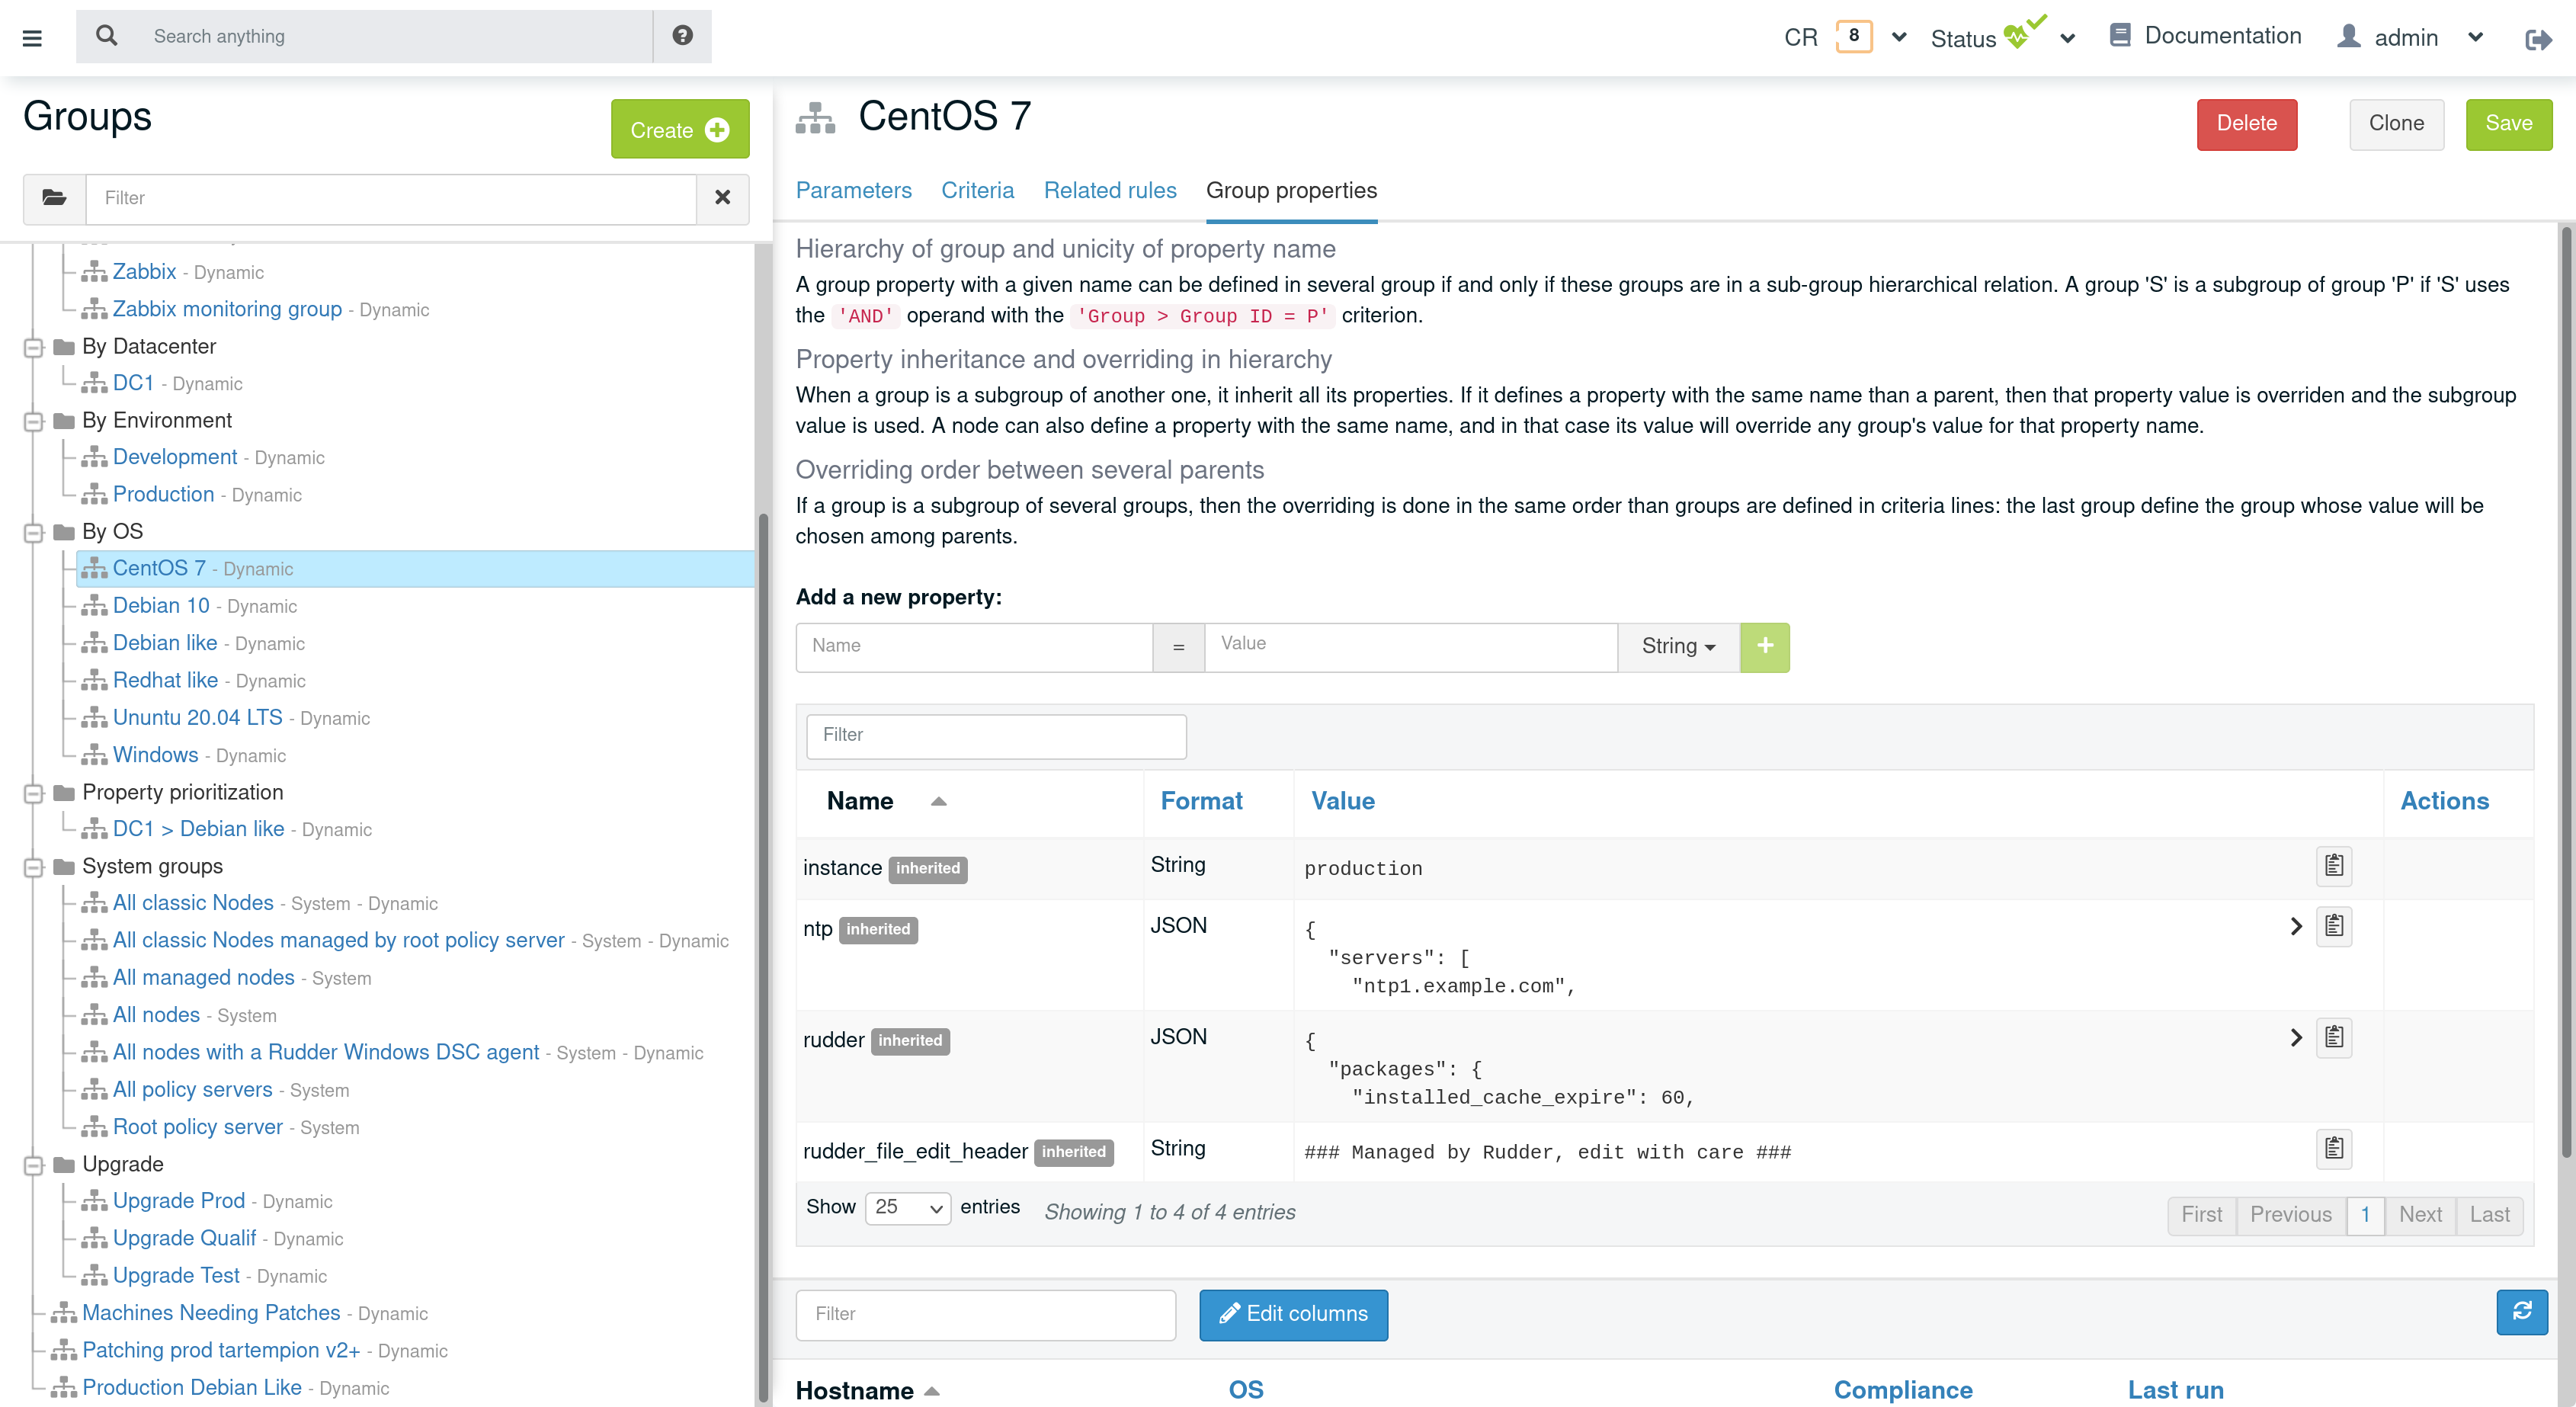 Search anything
CR 8 Status Documentation admin
Groups
Create
Filter
Zabbix - Dynamic
Zabbix monitoring group - Dynamic
By Datacenter
DC1 - Dynamic
By Environment
Development - Dynamic
Production - Dynamic
By OS
CentOS 7 - Dynamic
Debian 10 - Dynamic
Debian like - Dynamic
Redhat like - Dynamic
Ununtu 20.04 LTS - Dynamic
Windows - Dynamic
Property prioritization
DC1 > Debian like - Dynamic
System groups
All classic Nodes - System - Dynamic
All classic Nodes managed by root policy server - System - Dynamic
All managed nodes - System
All nodes - System
All nodes with a Rudder Windows DSC agent - System - Dynamic
All policy servers - System
Root policy server - System
Upgrade
Upgrade Prod - Dynamic
Upgrade Qualif - Dynamic
Upgrade Test - Dynamic
Machines Needing Patches - Dynamic
Patching prod tartempion v2+ - Dynamic
Production Debian Like - Dynamic
CentOS 7
Delete Clone Save
Parameters Criteria Related rules Group properties
Hierarchy of group and unicity of property name
A group property with a given name can be defined in several group if and only if these groups are in a sub-group hierarchical relation. A group 'S' is a subgroup of group 'P' if 'S' uses
the 'AND' operand with the 'Group > Group ID = P' criterion.
Property inheritance and overriding in hierarchy
When a group is a subgroup of another one, it inherit all its properties. If it defines a property with the same name than a parent, then that property value is overriden and the subgroup
value is used. A node can also define a property with the same name, and in that case its value will override any group's value for that property name.
Overriding order between several parents
If a group is a subgroup of several groups, then the overriding is done in the same order than groups are defined in criteria lines: the last group define the group whose value will be
chosen among parents.
Add a new property:
Name = Value String +
Filter
Name Format Value Actions
instance inherited String production
ntp inherited JSON {
"servers": [
"ntp1.example.com",
rudder inherited JSON {
"packages": {
"installed_cache_expire": 60,
rudder_file_edit_header inherited String ### Managed by Rudder, edit with care ###
Show 25 entries Showing 1 to 4 of 4 entries First Previous 1 Next Last
Filter Edit columns
Hostname OS Compliance Last run